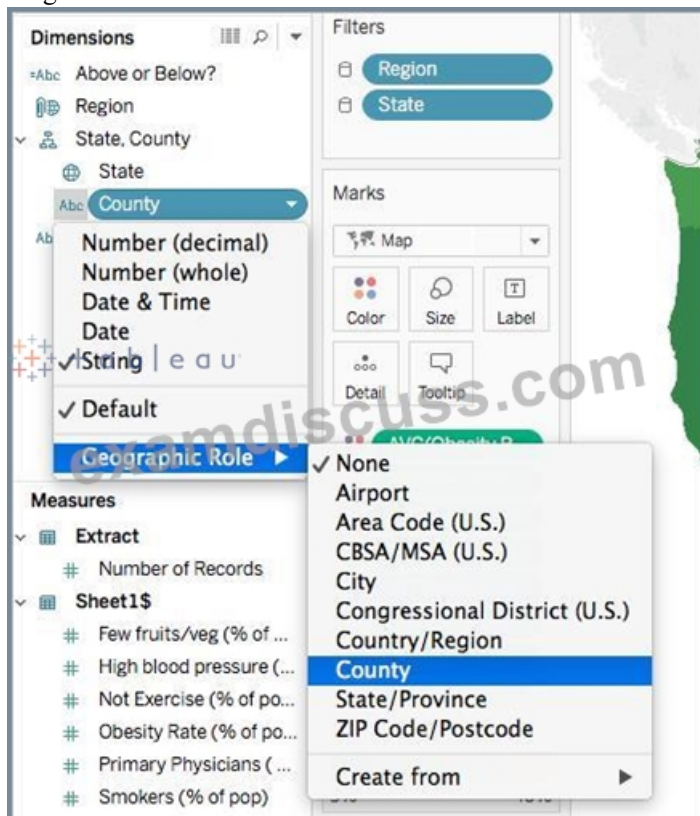 Dimensions
Abc Above or Below?
Region
State, County
State
Abc County
Ab
Number (decimal)
Number (whole)
Date & Time
Date
✓ String
✓ Default
Geographic Role
Measures
Extract
# Number of Records
Sheet1$
# Few fruits/veg (% of ...
# High blood pressure (...
# Not Exercise (% of po...
# Obesity Rate (% of po...
# Primary Physicians ( ...
# Smokers (% of pop)
Filters
Region
State
Marks
Map
Color Size Label
Detail Tooltip
✓ None
Airport
Area Code (U.S.)
CBSA/MSA (U.S.)
City
Congressional District (U.S.)
Country/Region
County
State/Province
ZIP Code/Postcode
Create from
tableau
examdiscuss.com